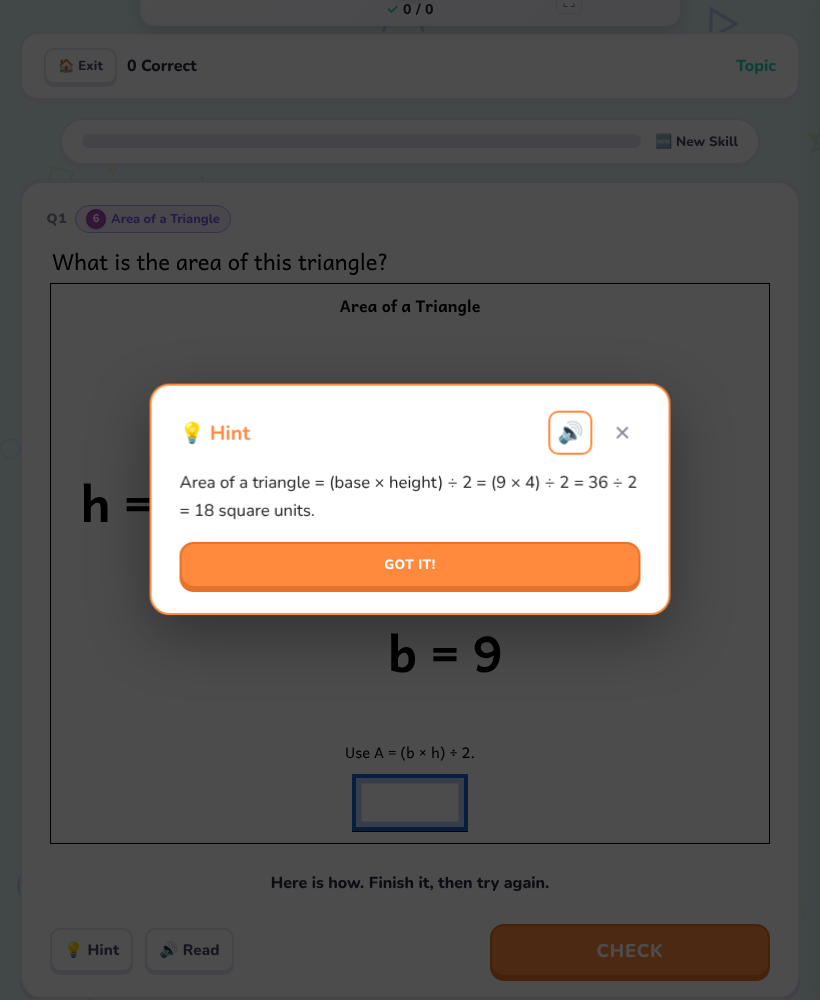 ✓ 0 / 0
🏠 Exit
0 Correct
Topic
🆕 New Skill
Q1
6 Area of a Triangle
What is the area of this triangle?
Area of a Triangle
💡 Hint
🔊 ✕
Area of a triangle = (base × height) ÷ 2 = (9 × 4) ÷ 2 = 36 ÷ 2
= 18 square units.
GOT IT!
h =
b = 9
Use A = (b × h) ÷ 2.
Here is how. Finish it, then try again.
💡 Hint
🔊 Read
CHECK